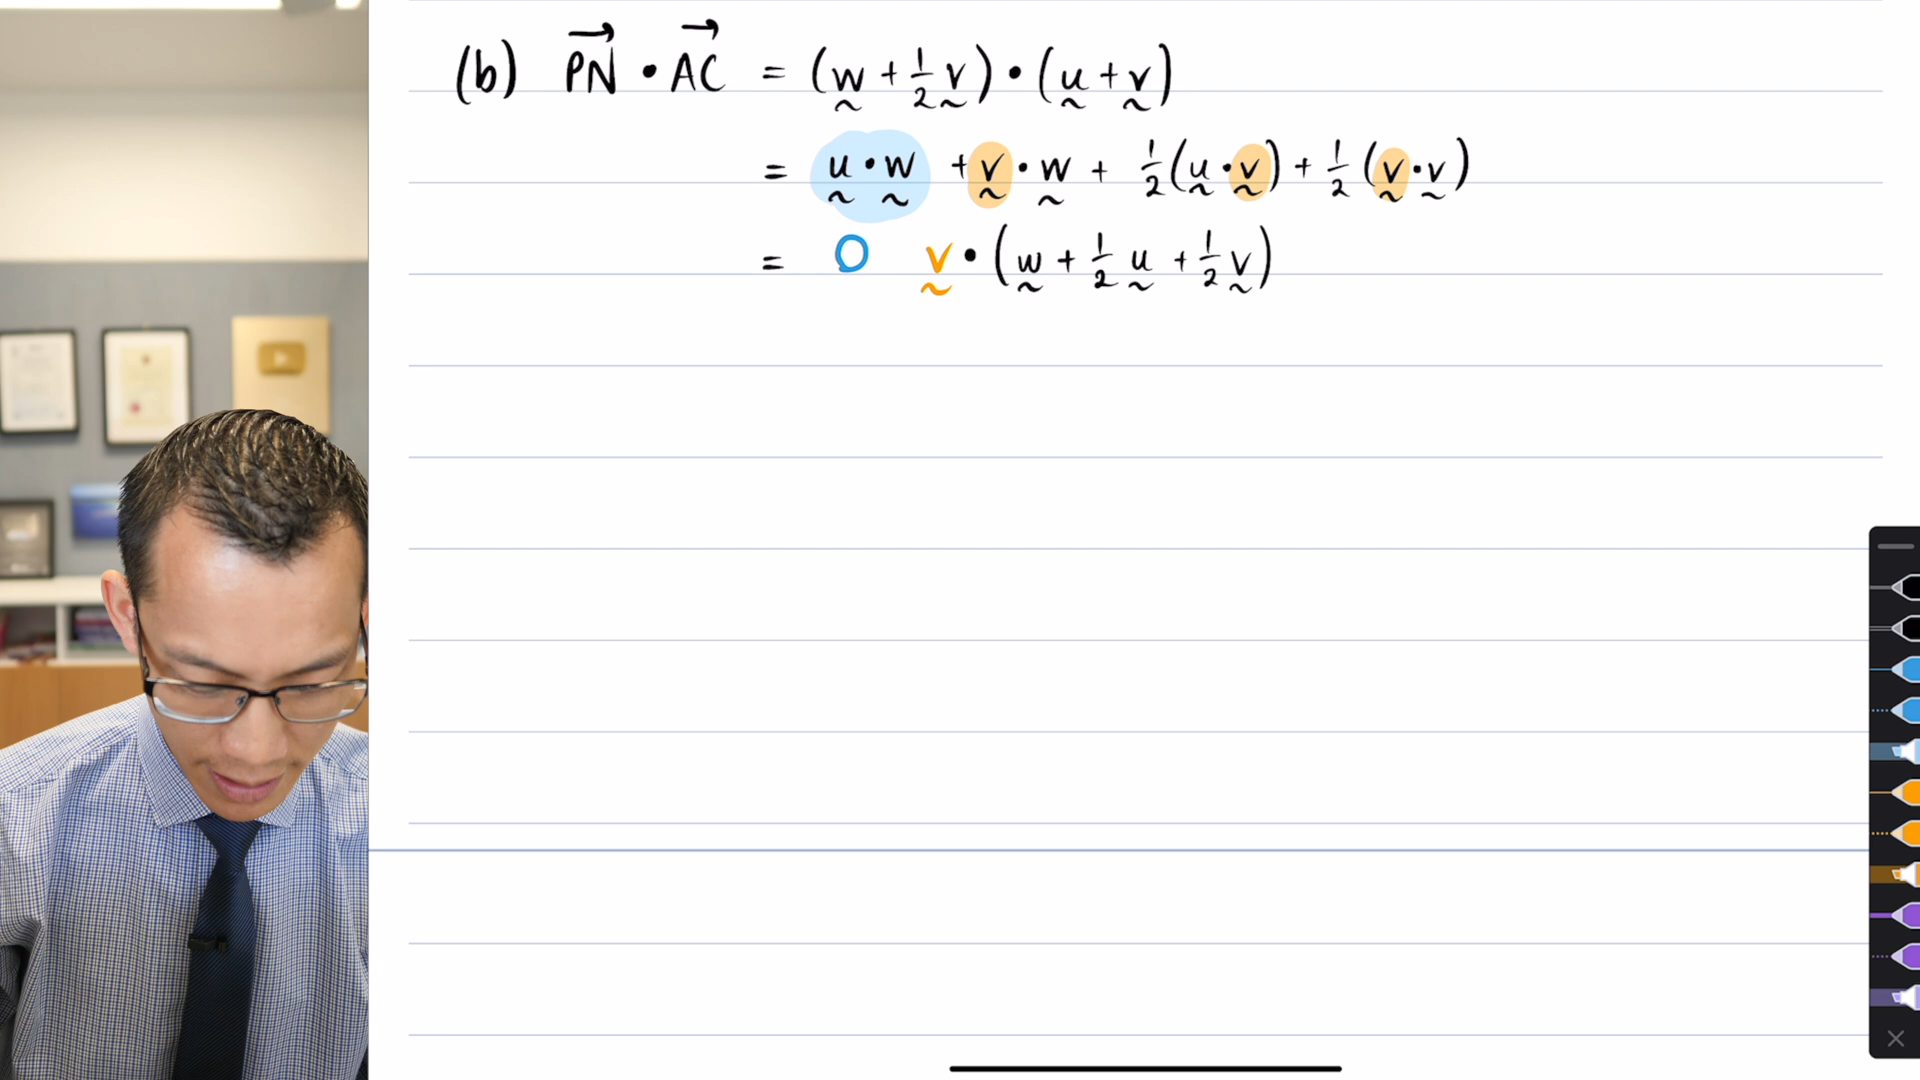 (b) PN⃗ • AC⃗ = (w̰ + ½ v̰) • (ṵ + v̰)
= ṵ • w̰ + v̰ • w̰ + ½ (ṵ • v̰) + ½ (v̰ • v̰)
= 0 v̰ • (w̰ + ½ ṵ + ½ v̰)